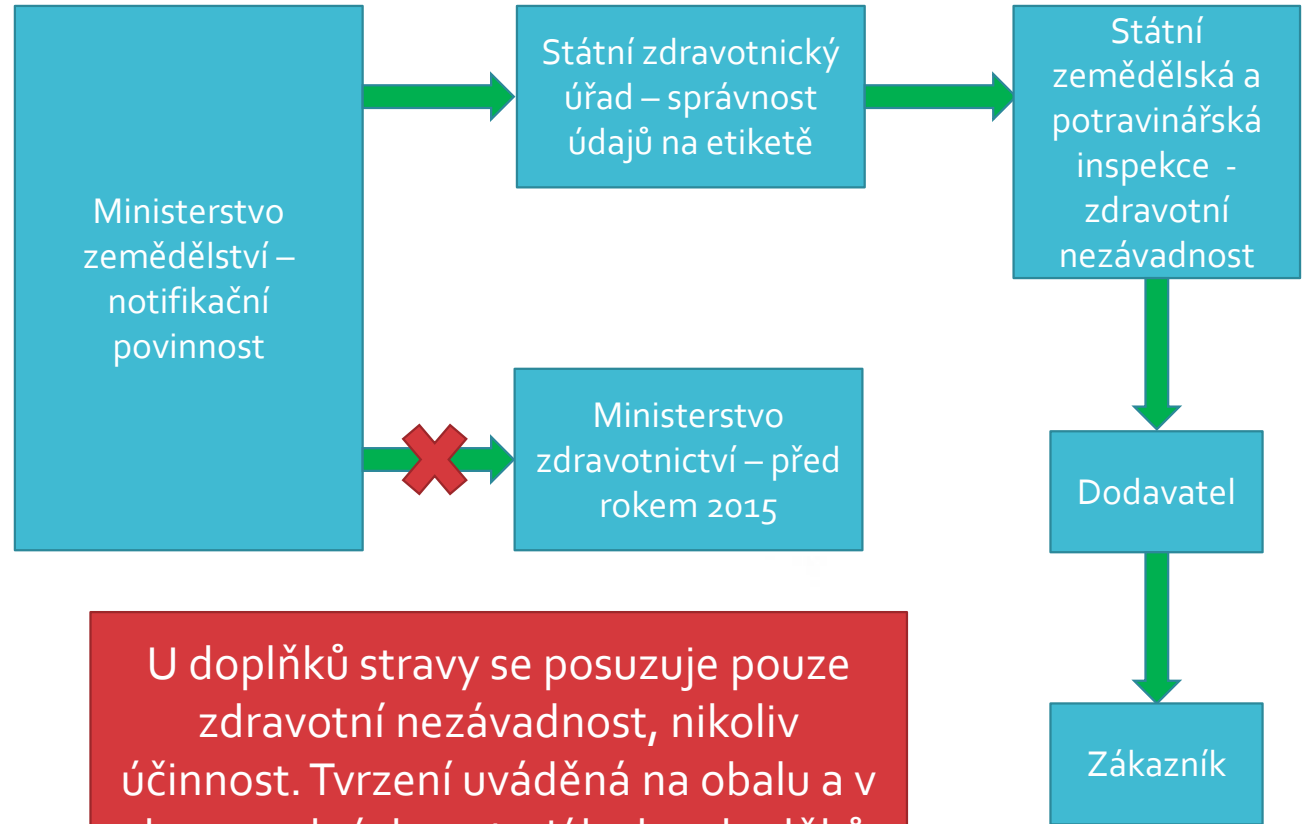 Ministerstvo
zemědělství –
notifikační
povinnost
Státní zdravotnický
úřad – správnost
údajů na etiketě
Státní
zemědělská a
potravinářská
inspekce -
zdravotní
nezávadnost
Ministerstvo
zdravotnictví – před
rokem 2015
Dodavatel
Zákazník
U doplňků stravy se posuzuje pouze
zdravotní nezávadnost, nikoliv
účinnost. Tvrzení uváděná na obalu a v